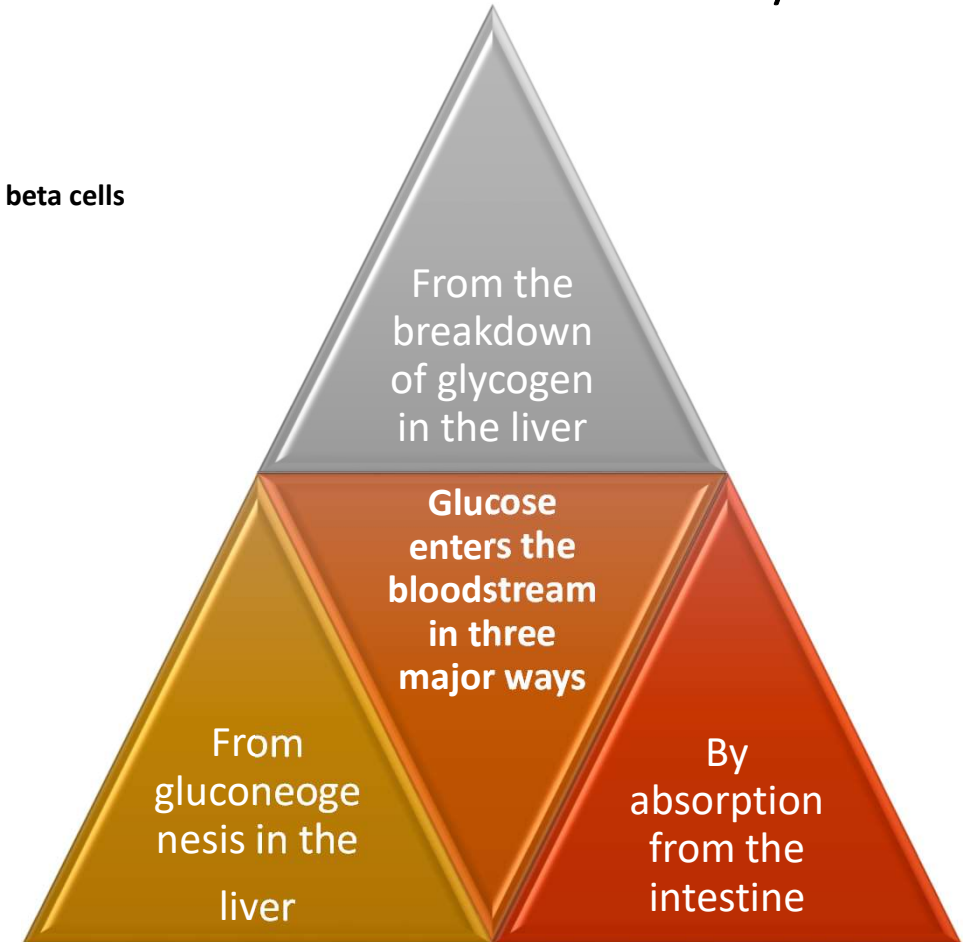 beta cells
From the
breakdown
of glycogen
in the liver
Glucose
enters the
bloodstream
in three
major ways
From
gluconeoge
nesis in the
liver
By
absorption
from the
intestine